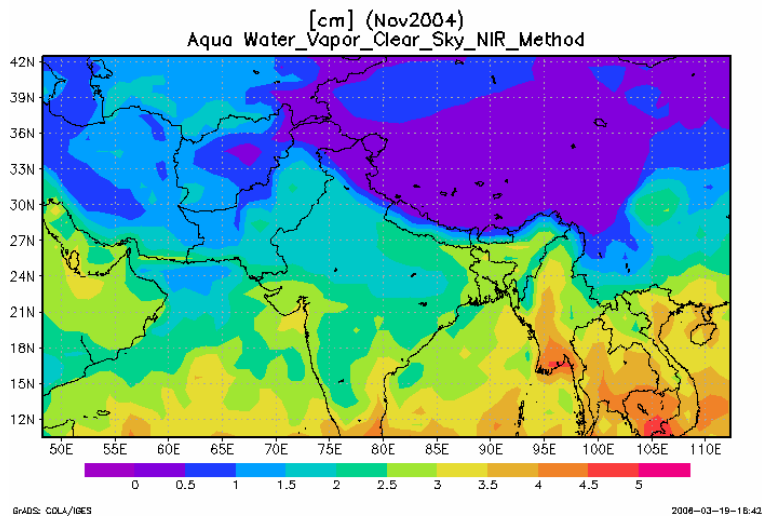 [cm] (Nov2004)
Aqua Water_Vapor_Clear_Sky_NIR_Method
42N
39N
36N
33N
30N
27N
24N
21N
18N
15N
12N
50E 55E 60E 65E 70E 75E 80E 85E 90E 95E 100E 105E 110E
0 0.5 1 1.5 2 2.5 3 3.5 4 4.5 5
GrADS: COLA/IGES 2006-03-19-16:42